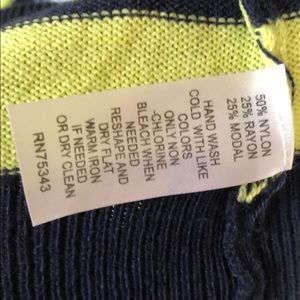 50% NYLON
25% RAYON
25% MODAL
HAND WASH
COLD WITH LIKE
COLORS
ONLY NON
-CHLORINE
BLEACH WHEN
NEEDED
RESHAPE AND
DRY FLAT
WARM IRON
IF NEEDED
OR DRY CLEAN
RN75343